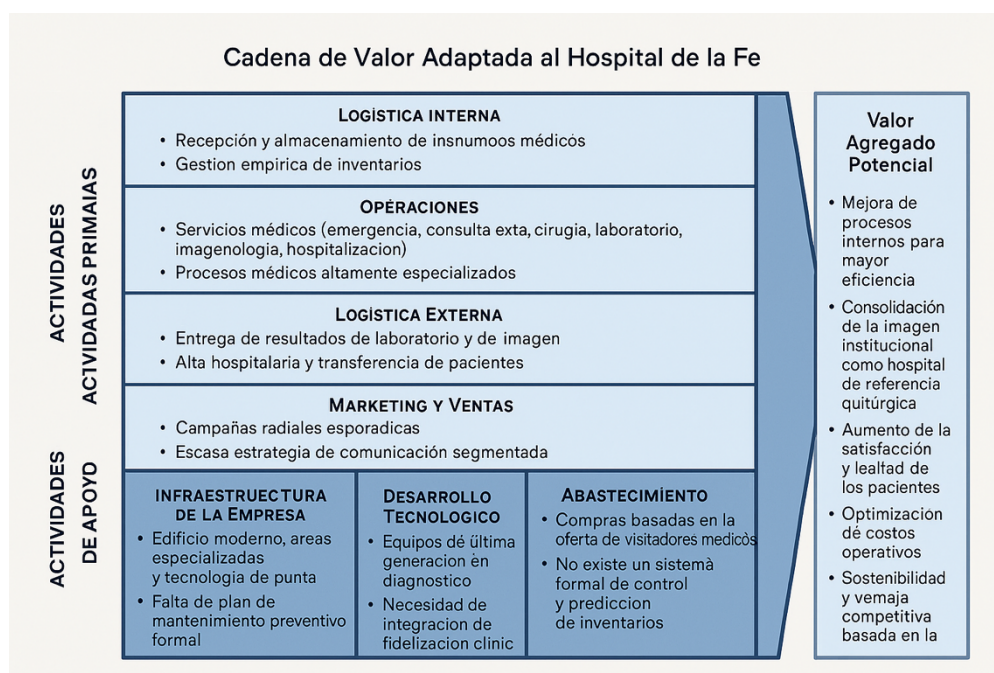 Cadena de Valor Adaptada al Hospital de la Fe
ACTIVIDADES
ACTVIDADAS PRIMAIAS
LOGÍSTICA INTERNA
• Recepción y almacenamiento de insnumoos médicos
• Gestion empirica de inventarios
OPERACIONES
• Servicios médicos (emergencia, consulta exta, cirugia, laboratorio,
imagenologia, hospitalizacion)
• Procesos médicos altamente especializados
LOGÍSTICA EXTERNA
• Entrega de resultados de laboratorio y de imagen
• Alta hospitalaria y transferencia de pacientes
MARKETING Y VENTAS
• Campañas radiales esporadicas
• Escasa estrategia de comunicación segmentada
ACTIVIDADES
DE APOYO
INFRAESTRUECTURA
DE LA EMPRESA
• Edificio moderno, areas
especializadas
y tecnologia de punta
• Falta de plan de
mantenimiento preventivo
formal
DESARROLLO
TECNOLOGICO
• Equipos dé última
generacion èn
diagnostico
• Necesidad de
integracion de
fidelizacion clinic
ABASTECIMIENTO
• Compras basadas en la
oferta de visitadores medicòs
• No existe un sistemà
formal de control
y prediccion
de inventarios
Valor
Agregado
Potencial
• Mejora de
procesos
internos para
mayor
eficiencia
• Consolidación
de la imagen
institucional
como hospital
de referencia
quitúrgica
• Aumento de la
satisfacción
y lealtad de
los pacientes
• Optimización
dé costos
operativos
• Sostenibilidad
y vemaja
competitiva
basada en la